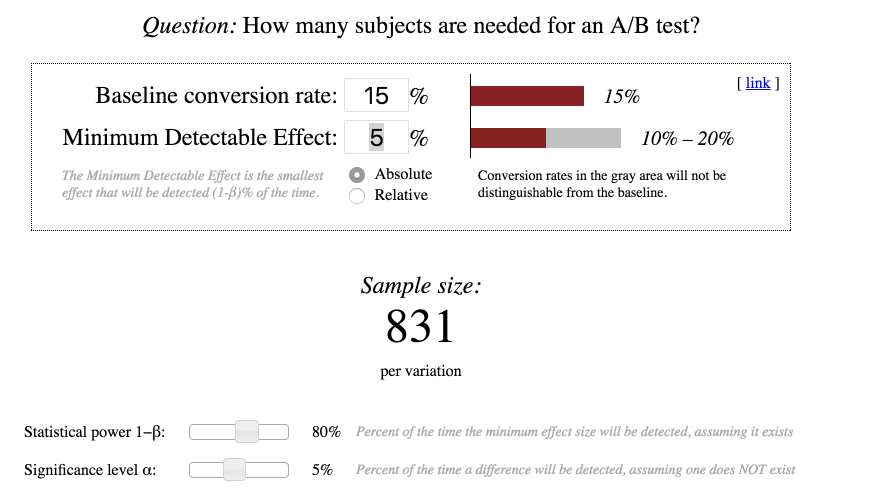 Question: How many subjects are needed for an A/B test?
[ link ]
Baseline conversion rate: 15 % 15%
Minimum Detectable Effect: 5 % 10% – 20%
The Minimum Detectable Effect is the smallest
effect that will be detected (1-β)% of the time.
Absolute
Relative
Conversion rates in the gray area will not be
distinguishable from the baseline.
Sample size:
831
per variation
Statistical power 1−β: 80% Percent of the time the minimum effect size will be detected, assuming it exists
Significance level α: 5% Percent of the time a difference will be detected, assuming one does NOT exist